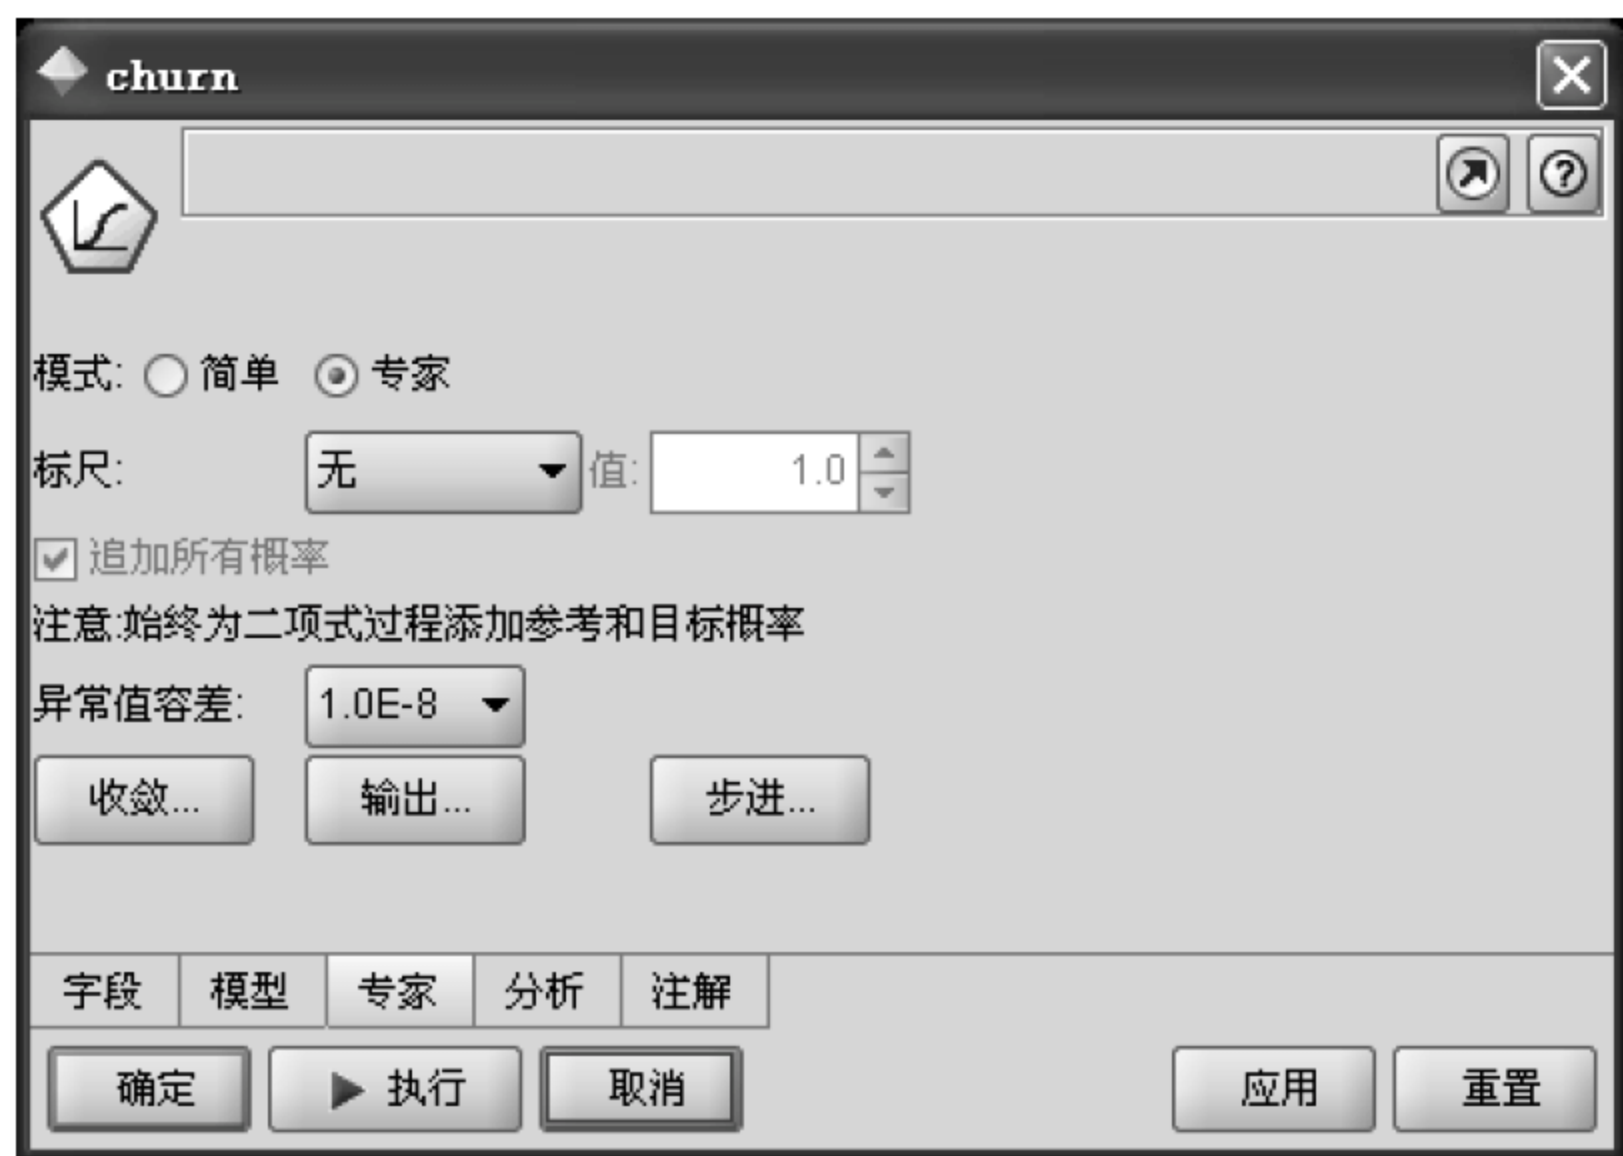 churn
模式: 简单 专家
标尺: 无 值: 1.0
追加所有概率
注意:始终为二项式过程添加参考和目标概率
异常值容差: 1.0E-8
收敛... 输出... 步进...
字段 模型 专家 分析 注解
确定 执行 取消 应用 重置